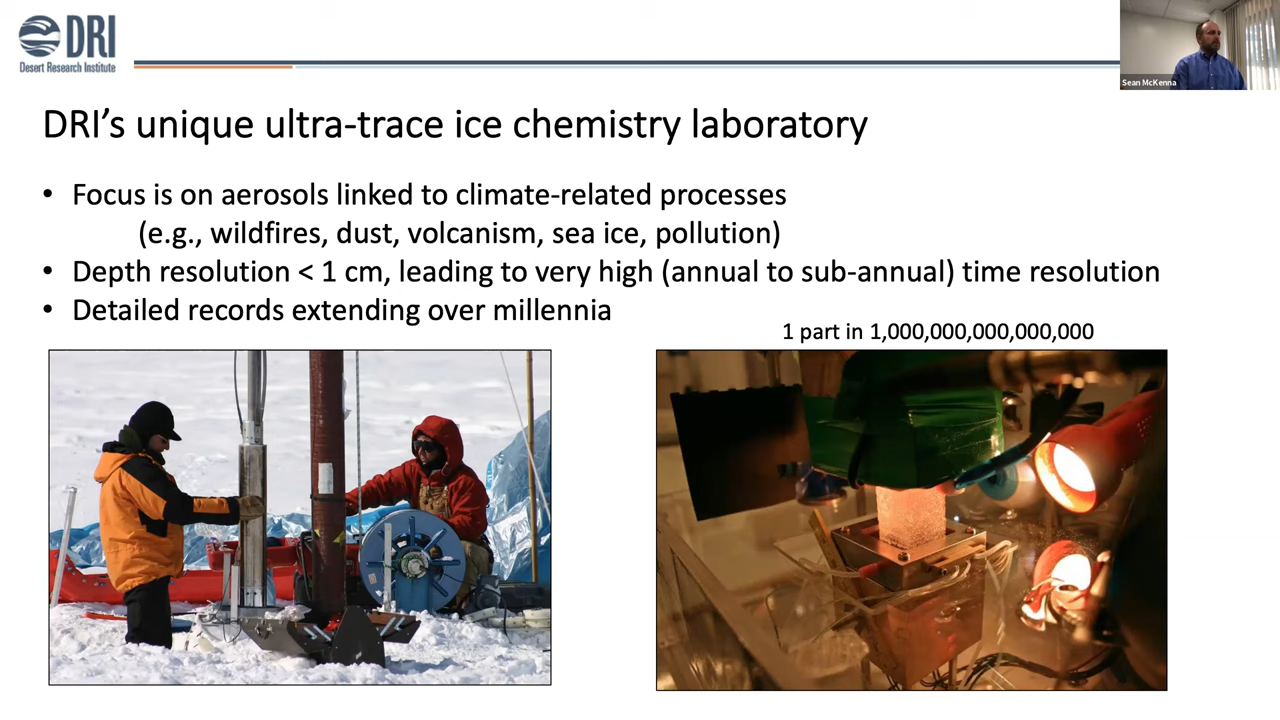 DRI
Desert Research Institute
Sean McKenna
DRI's unique ultra-trace ice chemistry laboratory
• Focus is on aerosols linked to climate-related processes
(e.g., wildfires, dust, volcanism, sea ice, pollution)
• Depth resolution < 1 cm, leading to very high (annual to sub-annual) time resolution
• Detailed records extending over millennia
1 part in 1,000,000,000,000,000